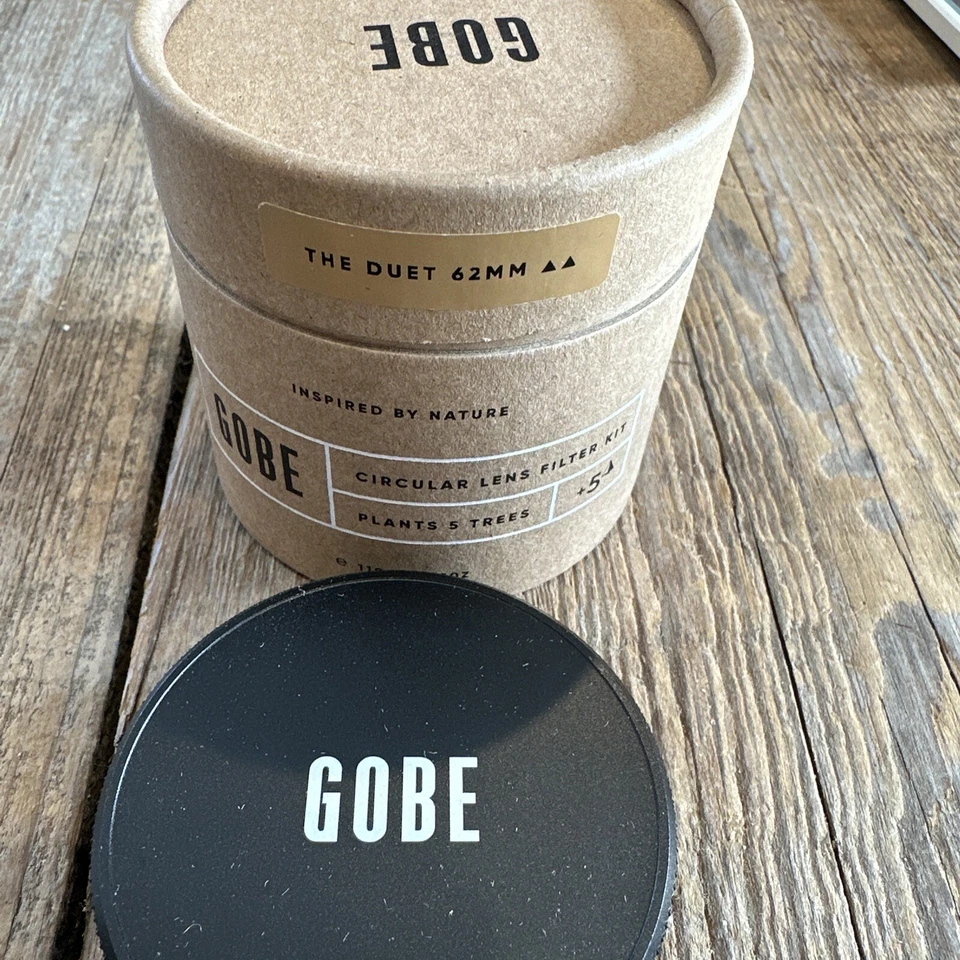 GOBE
THE DUET 62MM ▲▲
INSPIRED BY NATURE
GOBE
CIRCULAR LENS FILTER KIT
PLANTS 5 TREES
+5▲
GOBE